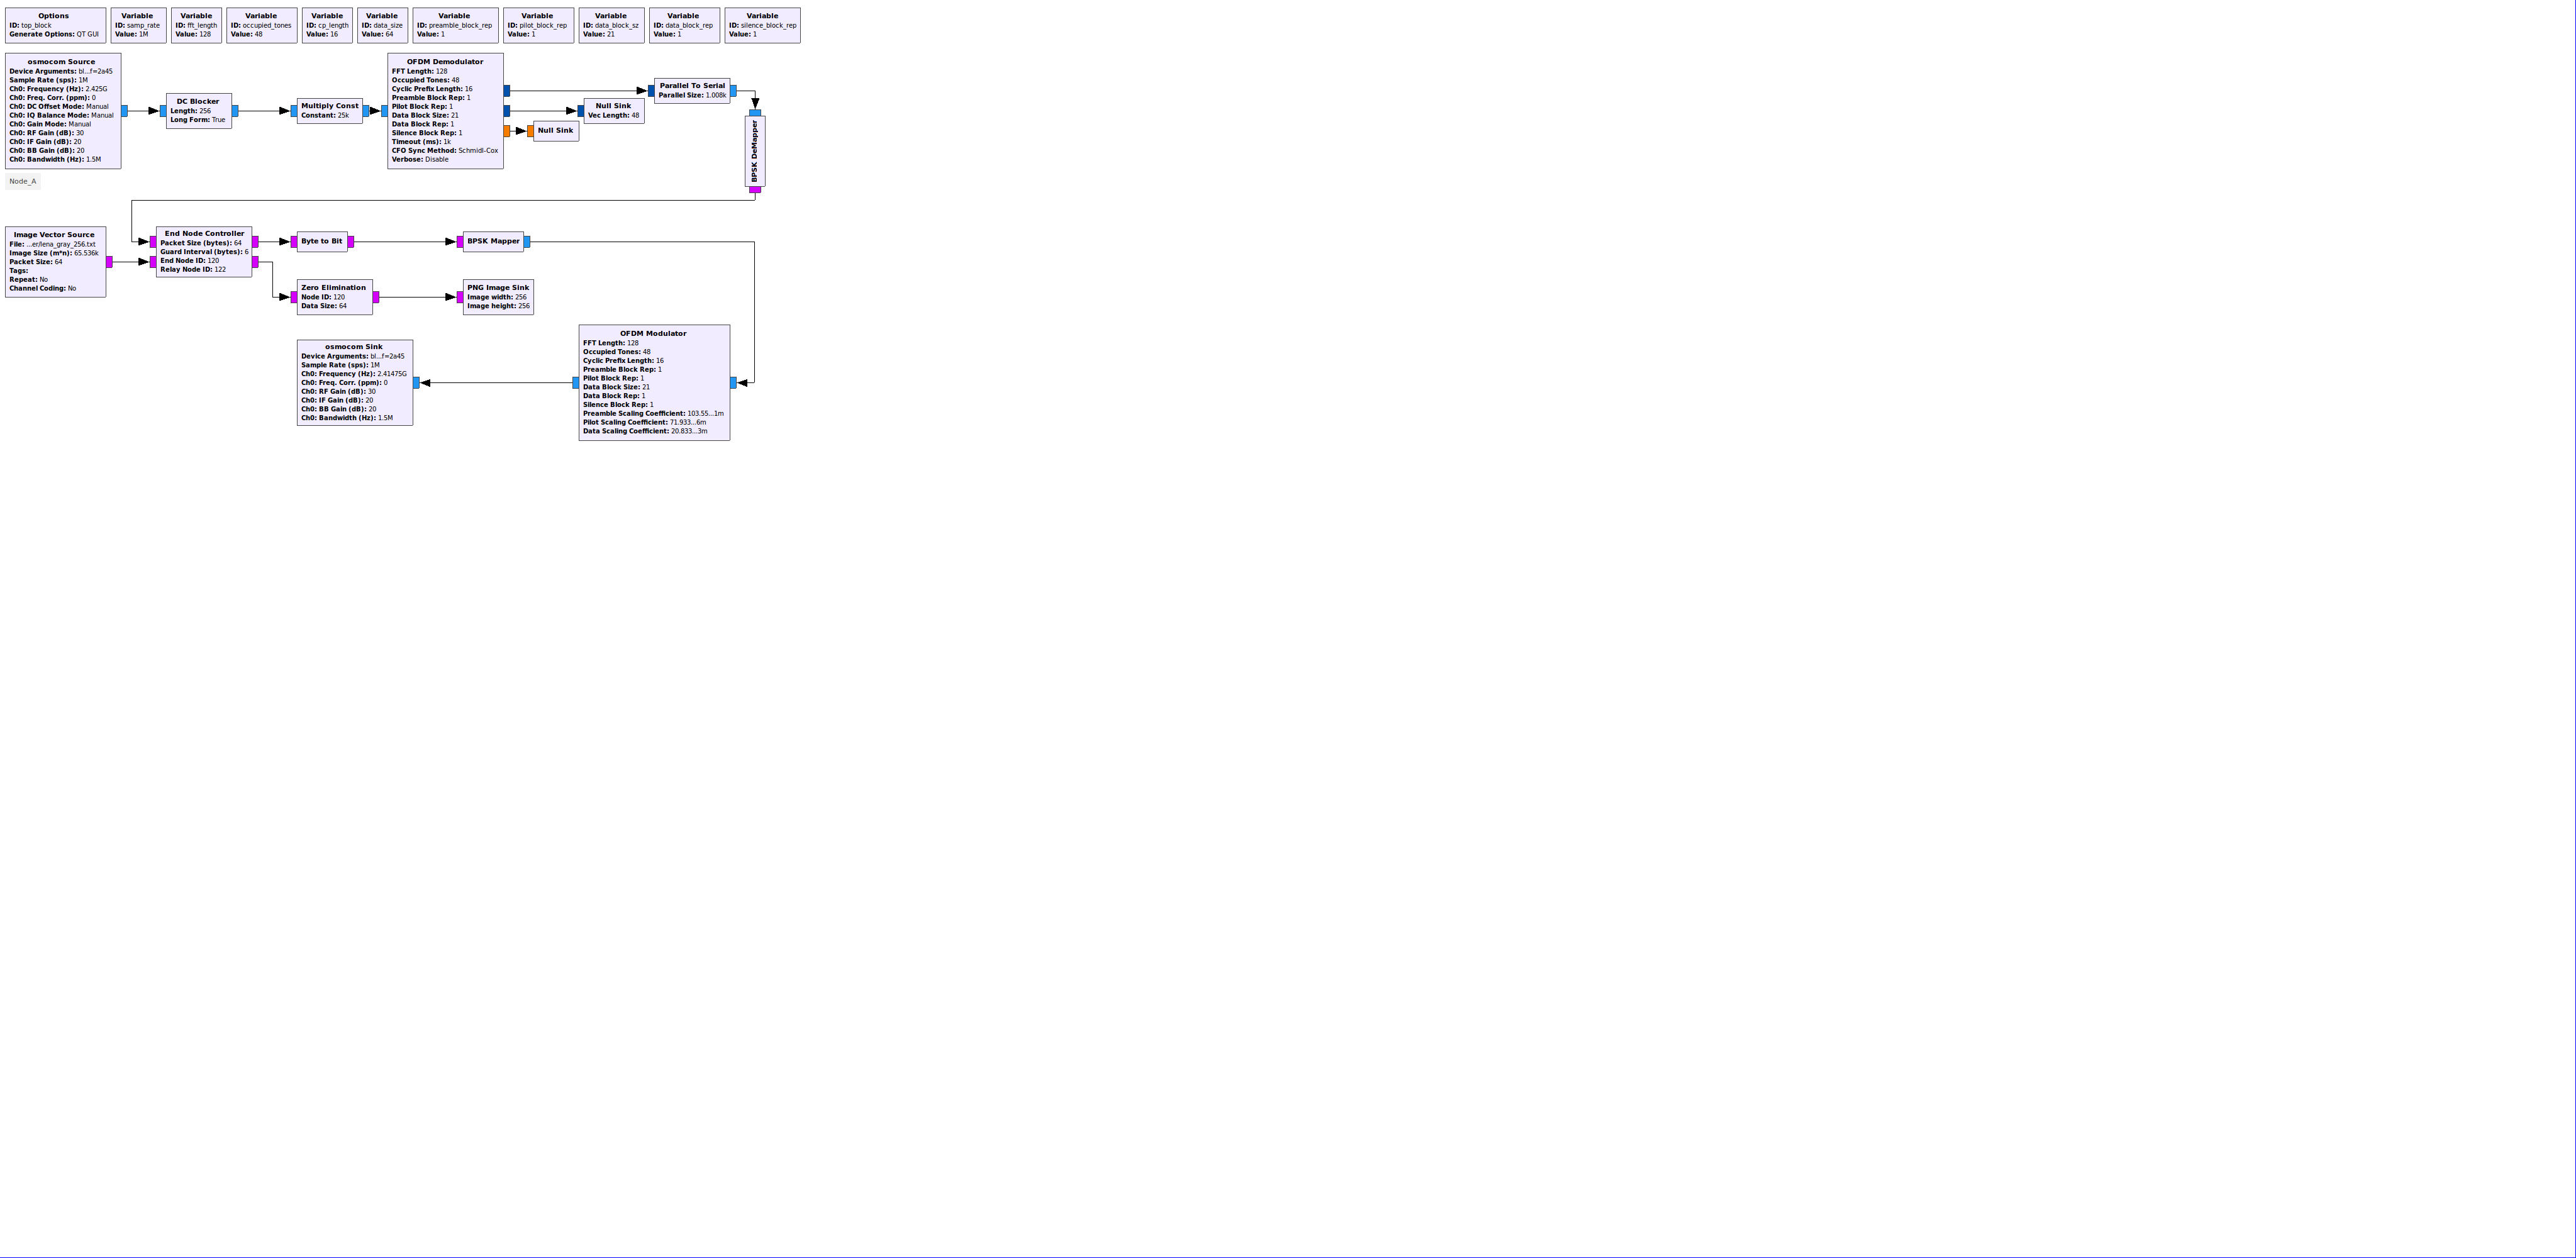 Options
ID: top_block
Generate Options: QT GUI
Variable
ID: samp_rate
Value: 1M
Variable
ID: fft_length
Value: 128
Variable
ID: occupied_tones
Value: 48
Variable
ID: cp_length
Value: 16
Variable
ID: data_size
Value: 64
Variable
ID: preamble_block_rep
Value: 1
Variable
ID: pilot_block_rep
Value: 1
Variable
ID: data_block_sz
Value: 21
Variable
ID: data_block_rep
Value: 1
Variable
ID: silence_block_rep
Value: 1
osmocom Source
Device Arguments: bl...f=2a45
Sample Rate (sps): 1M
Ch0: Frequency (Hz): 2.425G
Ch0: Freq. Corr. (ppm): 0
Ch0: DC Offset Mode: Manual
Ch0: IQ Balance Mode: Manual
Ch0: Gain Mode: Manual
Ch0: RF Gain (dB): 30
Ch0: IF Gain (dB): 20
Ch0: BB Gain (dB): 20
Ch0: Bandwidth (Hz): 1.5M
DC Blocker
Length: 256
Long Form: True
Multiply Const
Constant: 25k
OFDM Demodulator
FFT Length: 128
Occupied Tones: 48
Cyclic Prefix Length: 16
Preamble Block Rep: 1
Pilot Block Rep: 1
Data Block Size: 21
Data Block Rep: 1
Silence Block Rep: 1
Timeout (ms): 1k
CFO Sync Method: Schmidl-Cox
Verbose: Disable
Null Sink
Vec Length: 48
Null Sink
Parallel To Serial
Parallel Size: 1.008k
BPSK DeMapper
Node_A
Image Vector Source
File: ...er/lena_gray_256.txt
Image Size (m*n): 65.536k
Packet Size: 64
Tags:
Repeat: No
Channel Coding: No
End Node Controller
Packet Size (bytes): 64
Guard Interval (bytes): 6
End Node ID: 120
Relay Node ID: 122
Byte to Bit
BPSK Mapper
Zero Elimination
Node ID: 120
Data Size: 64
PNG Image Sink
Image width: 256
Image height: 256
osmocom Sink
Device Arguments: bl...f=2a45
Sample Rate (sps): 1M
Ch0: Frequency (Hz): 2.41475G
Ch0: Freq. Corr. (ppm): 0
Ch0: RF Gain (dB): 30
Ch0: IF Gain (dB): 20
Ch0: BB Gain (dB): 20
Ch0: Bandwidth (Hz): 1.5M
OFDM Modulator
FFT Length: 128
Occupied Tones: 48
Cyclic Prefix Length: 16
Preamble Block Rep: 1
Pilot Block Rep: 1
Data Block Size: 21
Data Block Rep: 1
Silence Block Rep: 1
Preamble Scaling Coefficient: 103.55...1m
Pilot Scaling Coefficient: 71.933...6m
Data Scaling Coefficient: 20.833...3m